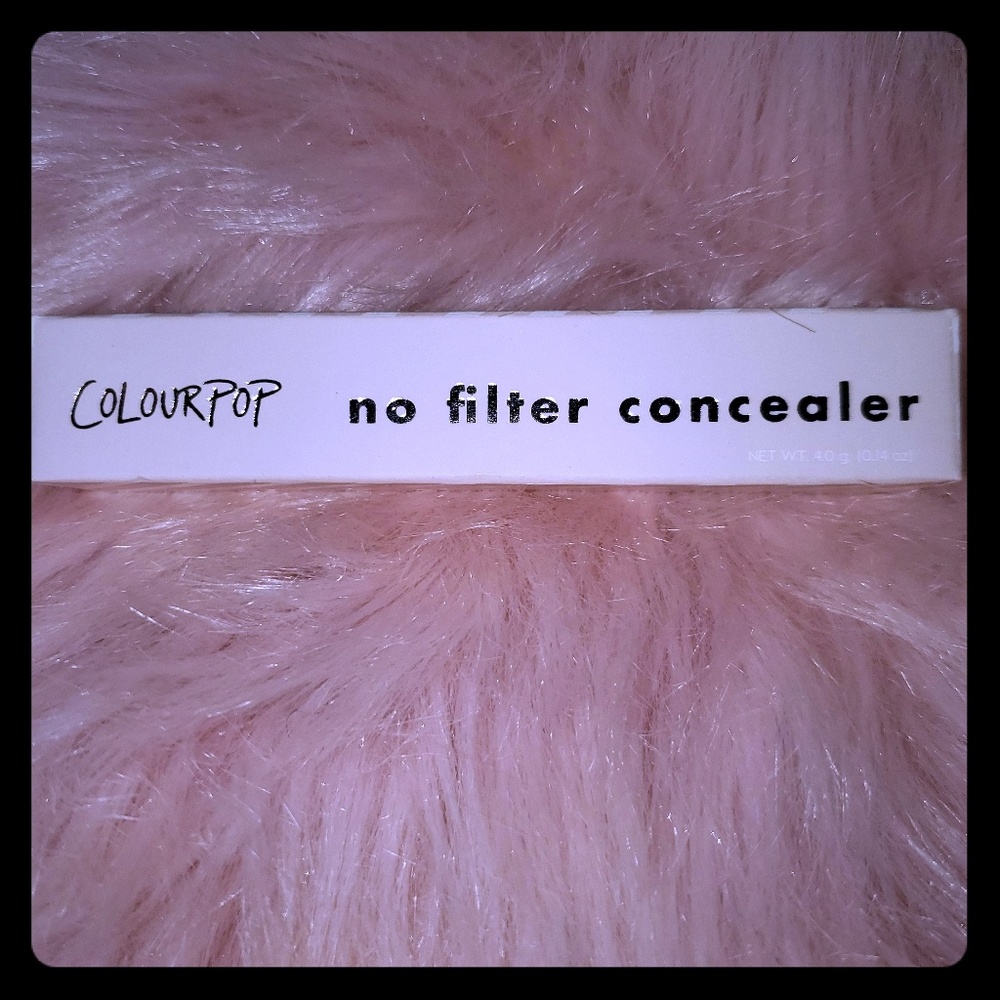 COLOURPOP no filter concealer
NET WT. 4.0 g. (0.14 oz)